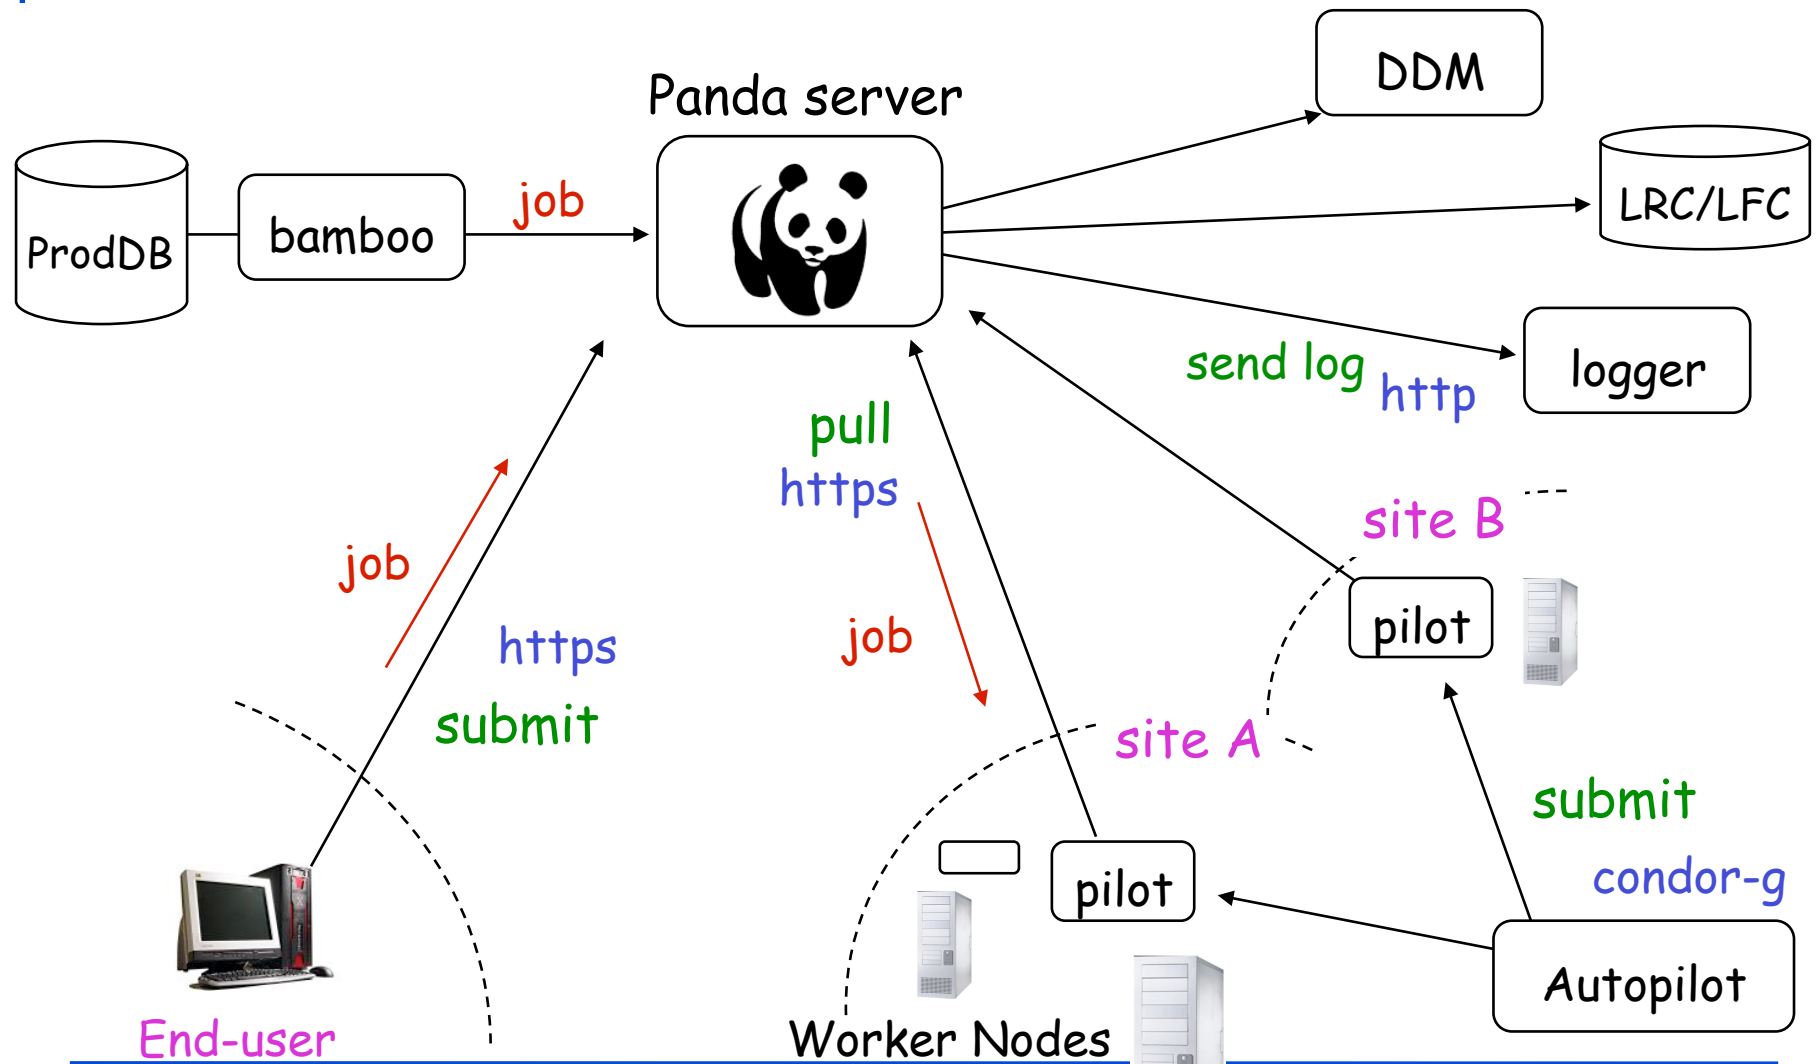 DDM
Panda server
LRC/LFC
job
bamboo
ProdDB
send log
http
logger
pull
https
site B
job
job
pilot
https
submit
site A
submit
condor-g
pilot
Autopilot
End-user
Worker Nodes